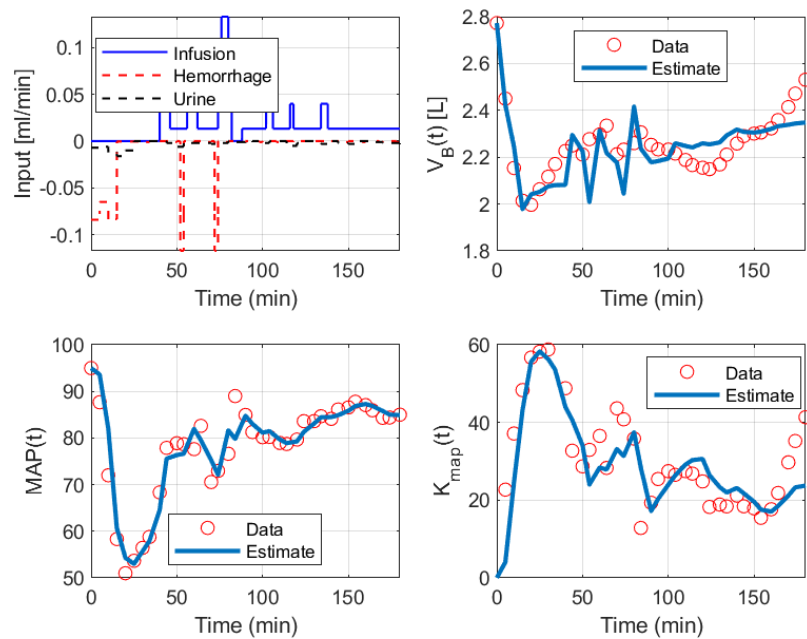 Input [ml/min]
0.1
0.05
0
-0.05
-0.1
Infusion
Hemorrhage
Urine
0 50 100 150
Time (min)
V_B(t) [L]
2.8
2.6
2.4
2.2
2
1.8
Data
Estimate
0 50 100 150
Time (min)
MAP(t)
100
90
80
70
60
50
Data
Estimate
0 50 100 150
Time (min)
K_map(t)
60
40
20
0
Data
Estimate
0 50 100 150
Time (min)